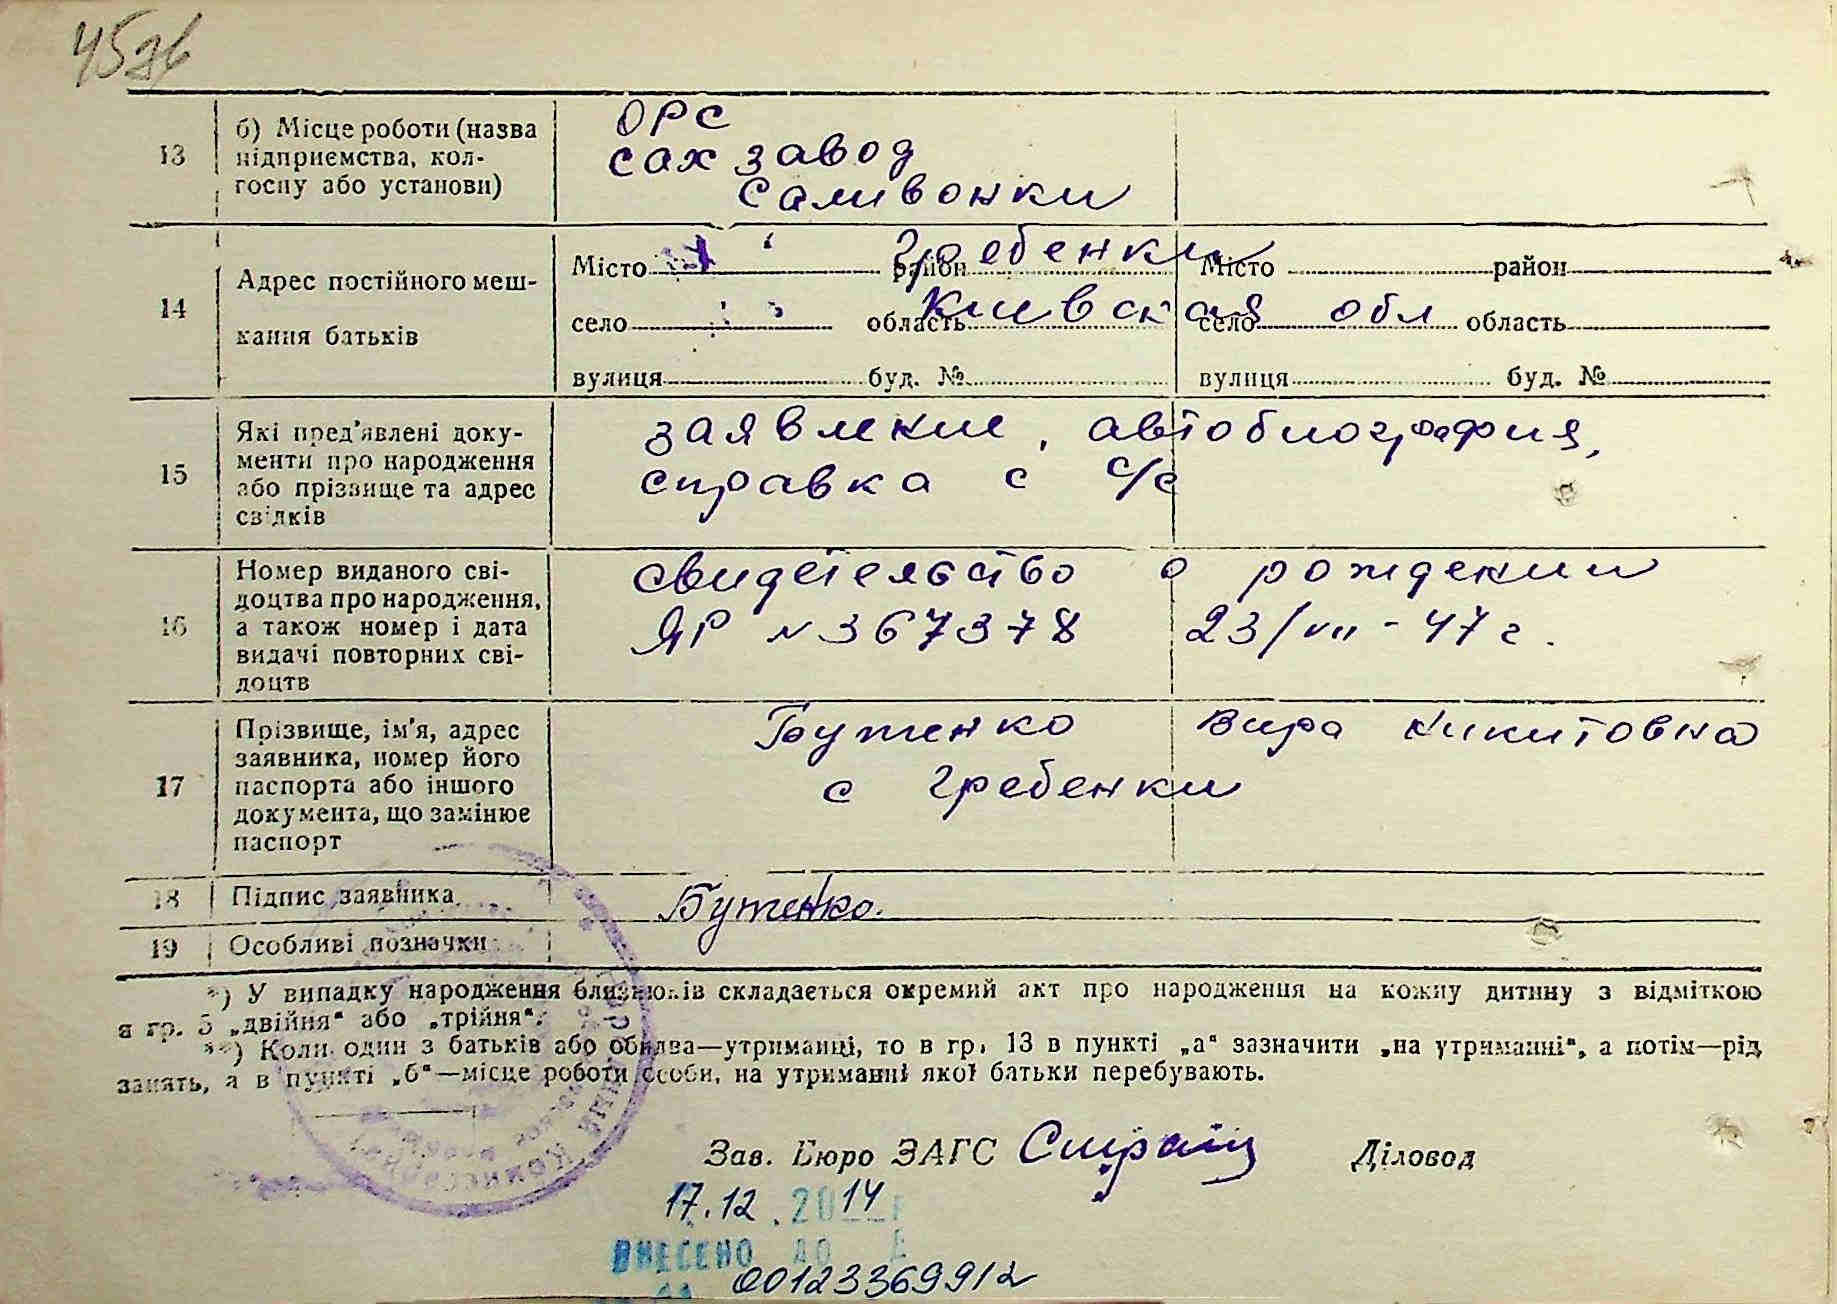 45зв
13 б) Місце роботи (назва підприємства, кол-
госпу або установи)
ОРС
сах завод
Саливонки
14 Адрес постійного меш-
кання батьків
Місто район Гребенки Місто район
село область Киевская обл село область
вулиця буд. № вулиця буд. №
15 Які пред'явлені доку-
менти про народження
або прізвище та адрес
свідків
заявление, автобиография,
справка с с/с
16 Номер виданого сві-
доцтва про народження,
а також номер і дата
видачі повторних сві-
доцтв
свидетельство о рождении
ЯР N 367378 23/VII - 47 г.
17 Прізвище, ім'я, адрес
заявника, номер його
паспорта або іншого
документа, що замінює
паспорт
Бутенко Вира Никитовна
с Гребенки
18 Підпис заявника
Бутенко.
19 Особливі позначки
*) У випадку народження близнюків складається окремий акт про народження на кожну дитину з відміткою
в гр. 5 „двійня“ або „трійня“.
**) Коли один з батьків або обидва—утриманці, то в гр. 13 в пункті „а“ зазначити „на утриманні“, а потім—рід
занять, а в пункті „б“—місце роботи особи, на утриманні якої батьки перебувають.
Зав. Бюро ЗАГС Діловод
17.12.2014
ВНЕСЕНО ДО
00123369912